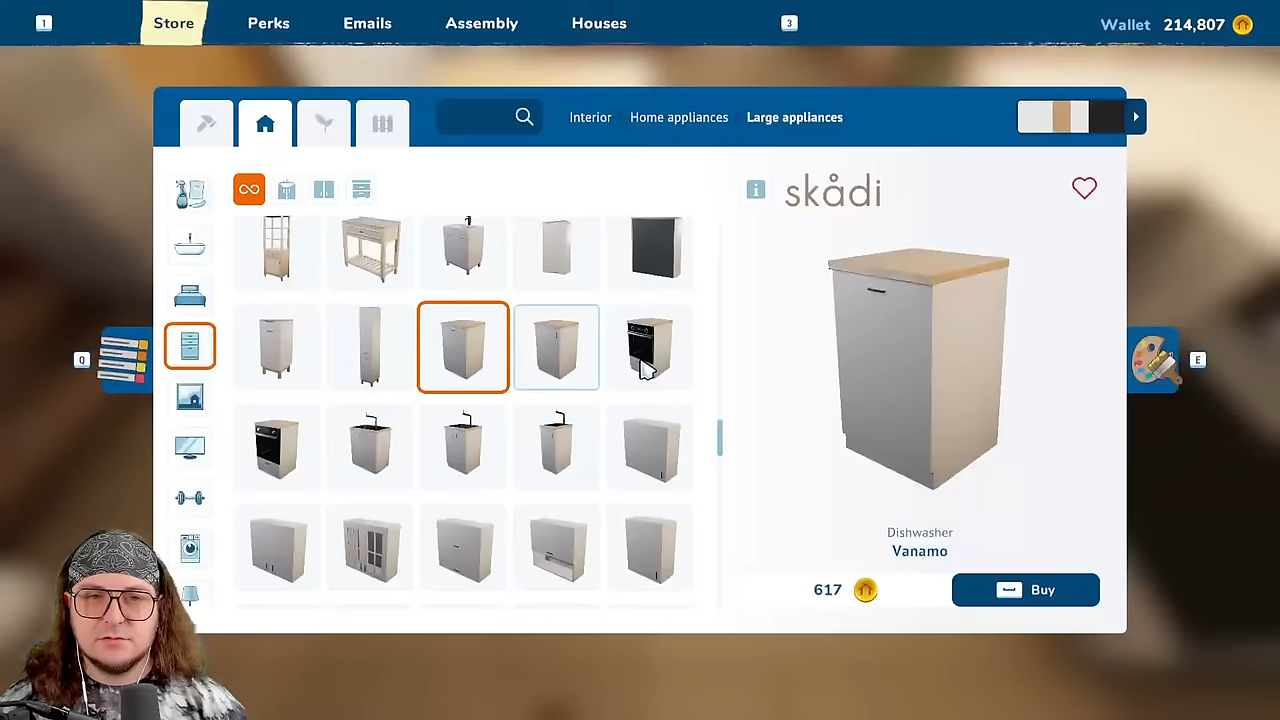 1 Store Perks Emails Assembly Houses 3 Wallet 214,807
Interior Home appliances Large appliances
i skådi
Q
E
Dishwasher
Vanamo
617 Buy